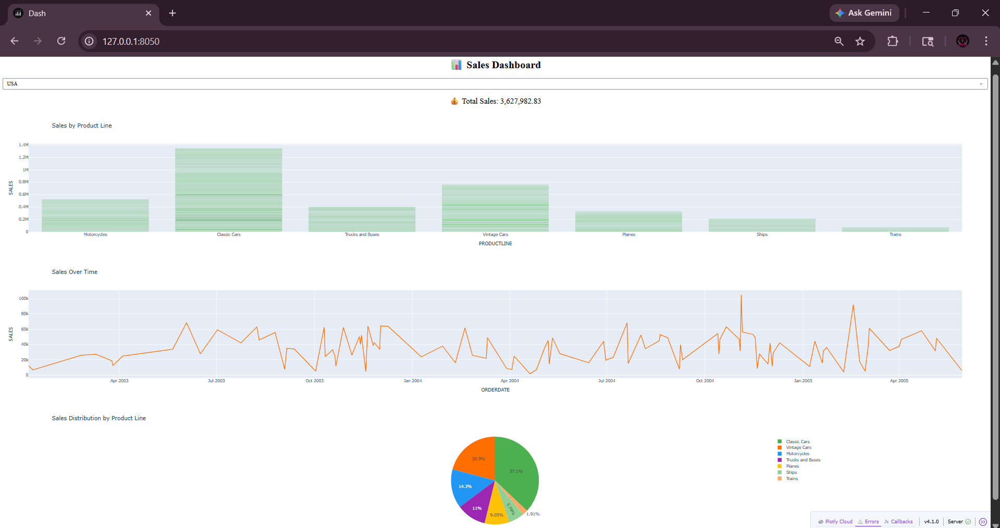 Dash
Ask Gemini
127.0.0.1:8050
📊 Sales Dashboard
USA
💰 Total Sales: 3,627,982.83
Sales by Product Line
1.4M
1.2M
1M
0.8M
0.6M
0.4M
0.2M
0
SALES
Motorcycles Classic Cars Trucks and Buses Vintage Cars Planes Ships Trains
PRODUCTLINE
Sales Over Time
100k
80k
60k
40k
20k
0
SALES
Apr 2003 Jul 2003 Oct 2003 Jan 2004 Apr 2004 Jul 2004 Oct 2004 Jan 2005 Apr 2005
ORDERDATE
Sales Distribution by Product Line
37.1%
20.9%
14.3%
11%
9.05%
5.78%
1.91%
Classic Cars
Vintage Cars
Motorcycles
Trucks and Buses
Planes
Ships
Trains
Plotly Cloud Errors Callbacks v4.1.0 Server